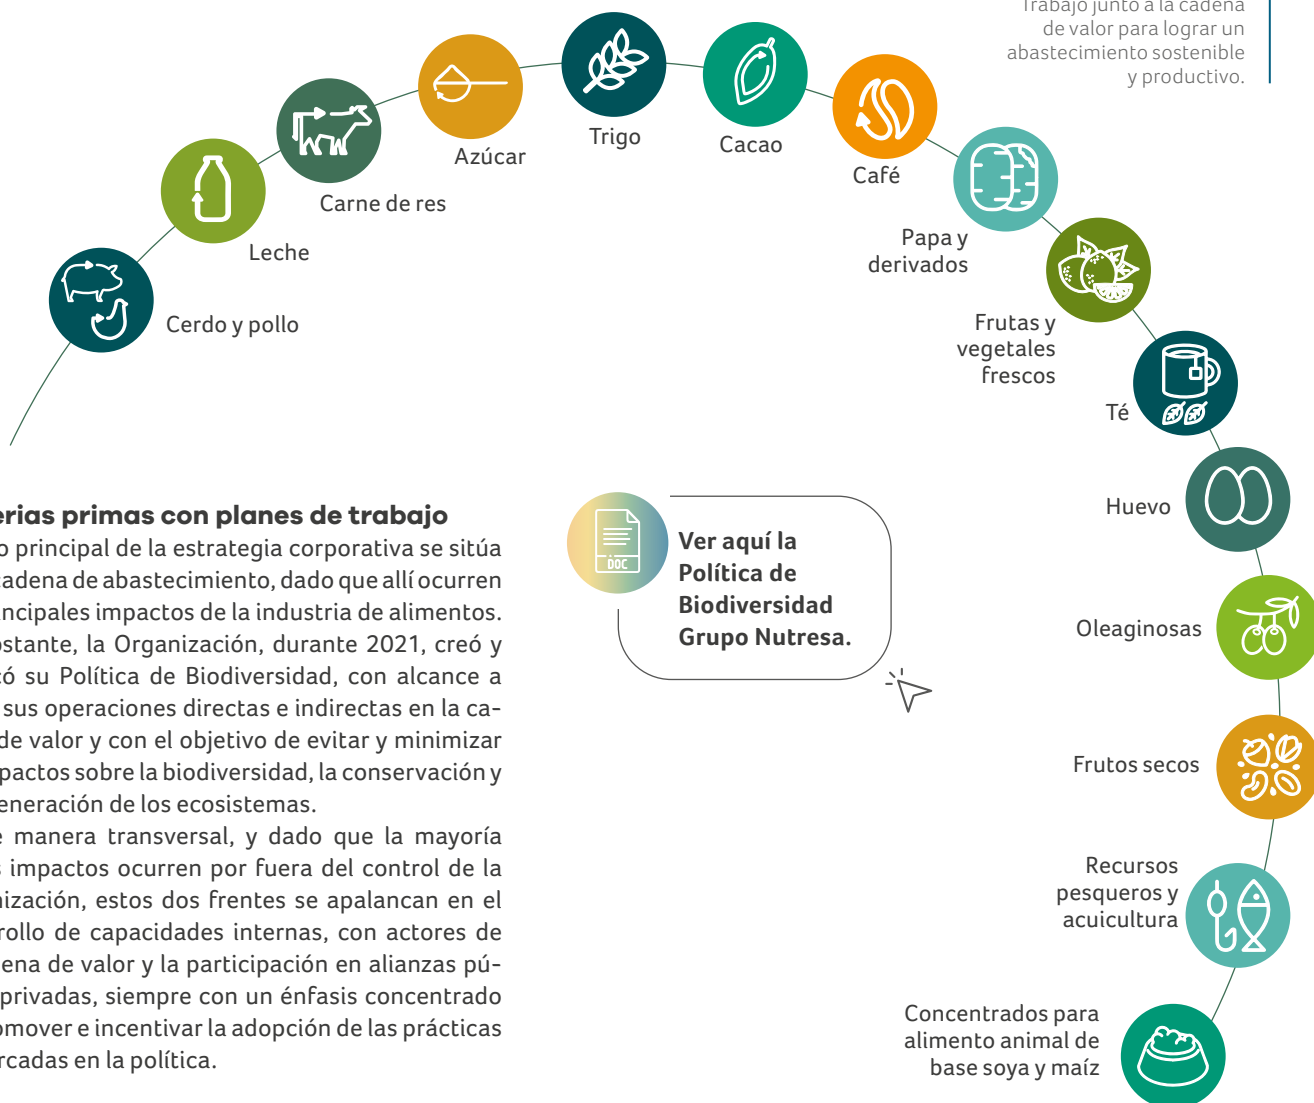 Trabajo junto a la cadena
de valor para lograr un
abastecimiento sostenible
y productivo.
Trigo
Cacao
Azúcar
Café
Carne de res
Papa y
derivados
Leche
Cerdo y pollo
Frutas y
vegetales
frescos
Té
Huevo
Oleaginosas
Frutos secos
Recursos
pesqueros y
acuicultura
Concentrados para
alimento animal de
base soya y maíz
erias primas con planes de trabajo
o principal de la estrategia corporativa se sitúa
cadena de abastecimiento, dado que allí ocurren
ncipales impactos de la industria de alimentos.
ostante, la Organización, durante 2021, creó y
có su Política de Biodiversidad, con alcance a
sus operaciones directas e indirectas en la ca-
de valor y con el objetivo de evitar y minimizar
pactos sobre la biodiversidad, la conservación y
eneración de los ecosistemas.
e manera transversal, y dado que la mayoría
s impactos ocurren por fuera del control de la
nización, estos dos frentes se apalancan en el
rollo de capacidades internas, con actores de
ena de valor y la participación en alianzas pú-
privadas, siempre con un énfasis concentrado
omover e incentivar la adopción de las prácticas
arcadas en la política.
DOC
Ver aquí la
Política de
Biodiversidad
Grupo Nutresa.